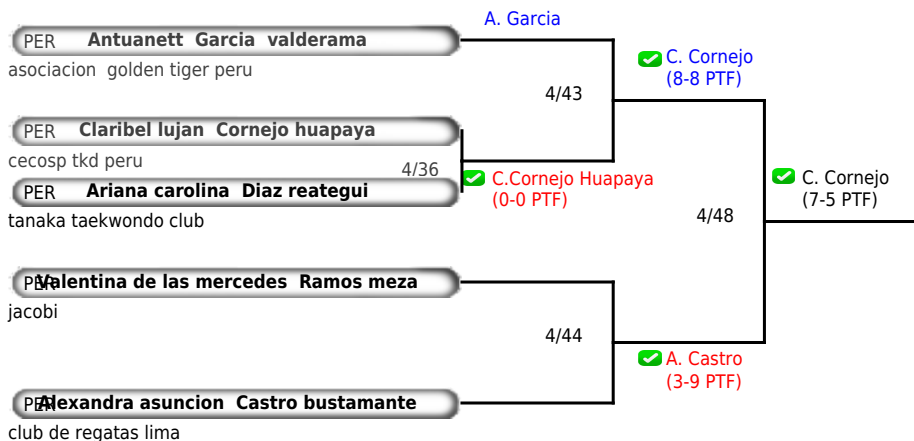 A. Garcia
PER Antuanett Garcia valderama
asociacion golden tiger peru
C. Cornejo
(8-8 PTF)
4/43
PER Claribel lujan Cornejo huapaya
cecosp tkd peru
4/36
C.Cornejo Huapaya
(0-0 PTF)
PER Ariana carolina Diaz reategui
tanaka taekwondo club
C. Cornejo
(7-5 PTF)
4/48
PER Valentina de las mercedes Ramos meza
jacobi
4/44
A. Castro
(3-9 PTF)
PER Alexandra asuncion Castro bustamante
club de regatas lima